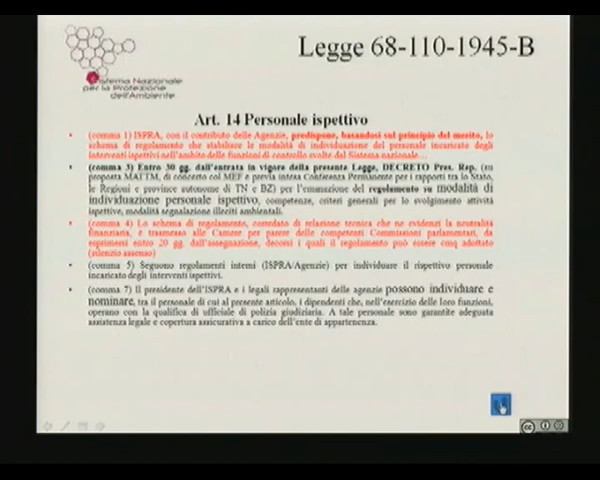 Legge 68-110-1945-B
Sistema Nazionale
per la Protezione
dell'Ambiente
Art. 14 Personale ispettivo
• (comma 1) ISPRA, con il contributo delle Agenzie, predispone, basandosi sul principio del merito, lo
schema di regolamento che stabilisce le modalità di individuazione del personale incaricato degli
interventi ispettivi nell'ambito delle funzioni di controllo svolte dal Sistema nazionale…
• (comma 3) Entro 30 gg. dall'entrata in vigore della presente Legge, DECRETO Pres. Rep. (su
proposta MATTM, di concerto col MEF e previa intesa Conferenza Permanente per i rapporti tra lo Stato,
le Regioni e province autonome di TN e BZ) per l'emanazione del regolamento su modalità di
individuazione personale ispettivo, competenze, criteri generali per lo svolgimento attività
ispettive, modalità segnalazione illeciti ambientali.
• (comma 4) Lo schema di regolamento, corredato di relazione tecnica che ne evidenzi la neutralità
finanziaria, è trasmesso alle Camere per parere delle competenti Commissioni parlamentari, da
esprimersi entro 20 gg. dall'assegnazione, decorsi i quali il regolamento può essere cmq adottato
(silenzio assenso)
• (comma 5) Seguono regolamenti interni (ISPRA/Agenzie) per individuare il rispettivo personale
incaricato degli interventi ispettivi.
• (comma 7) Il presidente dell'ISPRA e i legali rappresentanti delle agenzie possono individuare e
nominare, tra il personale di cui al presente articolo, i dipendenti che, nell'esercizio delle loro funzioni,
operano con la qualifica di ufficiale di polizia giudiziaria. A tale personale sono garantite adeguata
assistenza legale e copertura assicurativa a carico dell'ente di appartenenza.